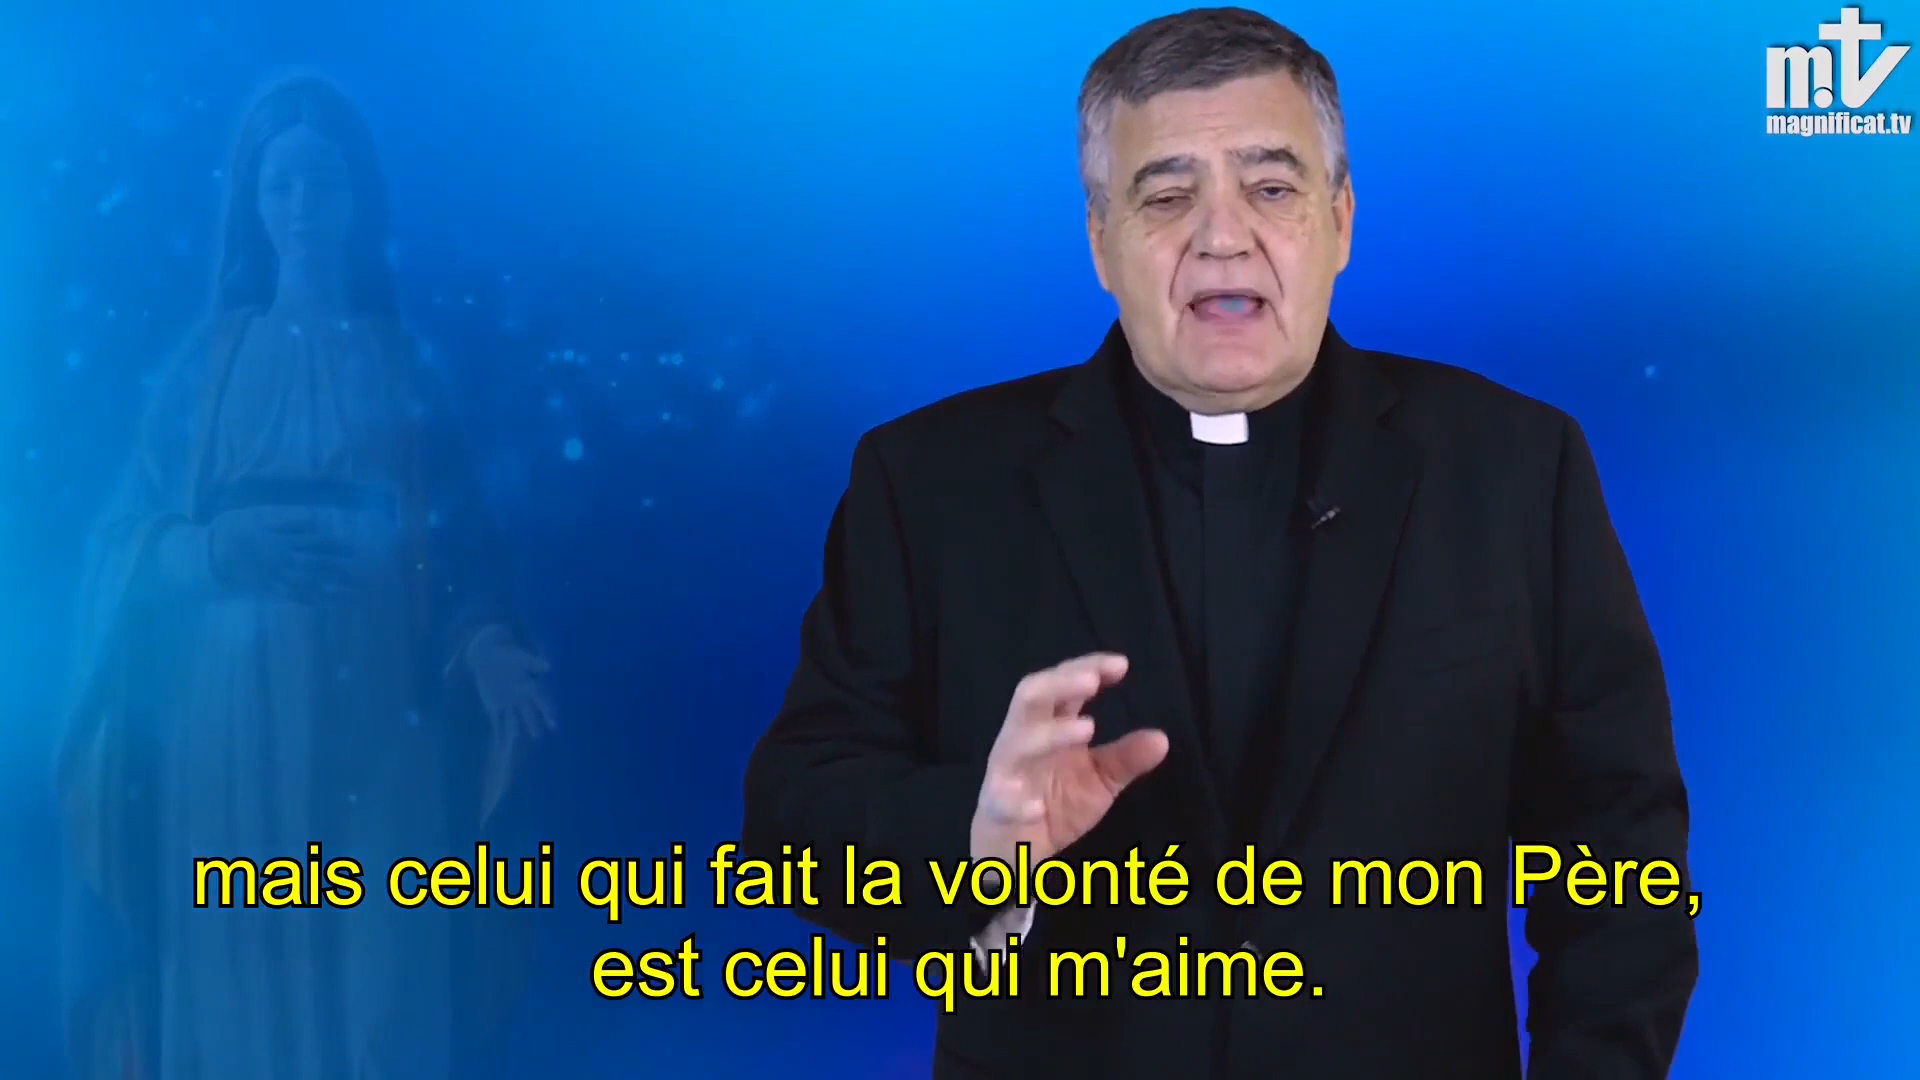 mtv
magnificat.tv
mais celui qui fait la volonté de mon Père,
est celui qui m'aime.